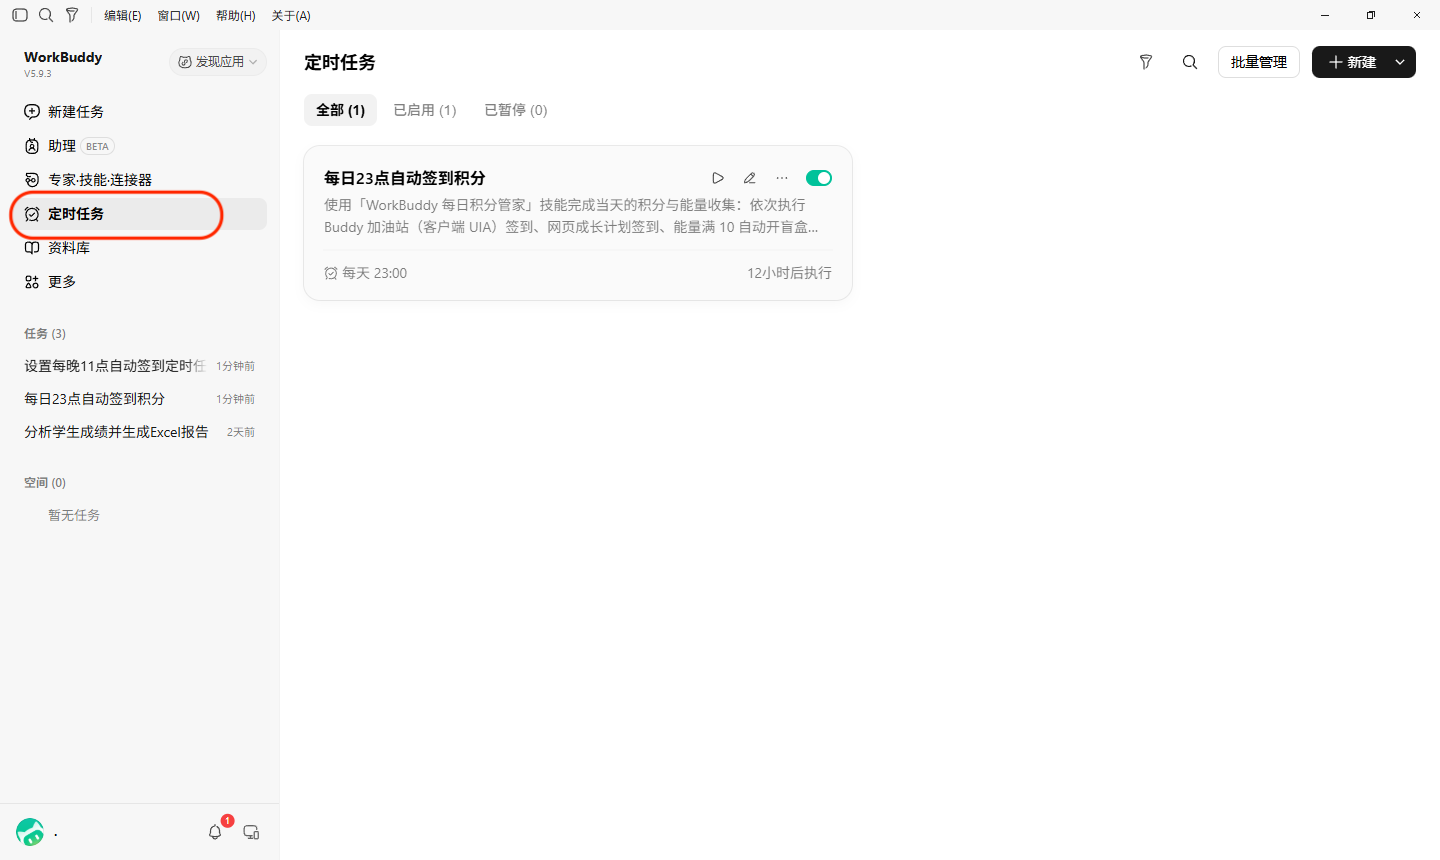 编辑(E) 窗口(W) 帮助(H) 关于(A)
WorkBuddy
V5.9.3
发现应用
新建任务
助理 BETA
专家·技能·连接器
定时任务
资料库
更多
任务 (3)
设置每晚11点自动签到定时任 1分钟前
每日23点自动签到积分 1分钟前
分析学生成绩并生成Excel报告 2天前
空间 (0)
暂无任务
.
1
定时任务
批量管理
新建
全部 (1) 已启用 (1) 已暂停 (0)
每日23点自动签到积分
使用「WorkBuddy 每日积分管家」技能完成当天的积分与能量收集：依次执行
Buddy 加油站（客户端 UIA）签到、网页成长计划签到、能量满 10 自动开盲盒...
每天 23:00
12小时后执行